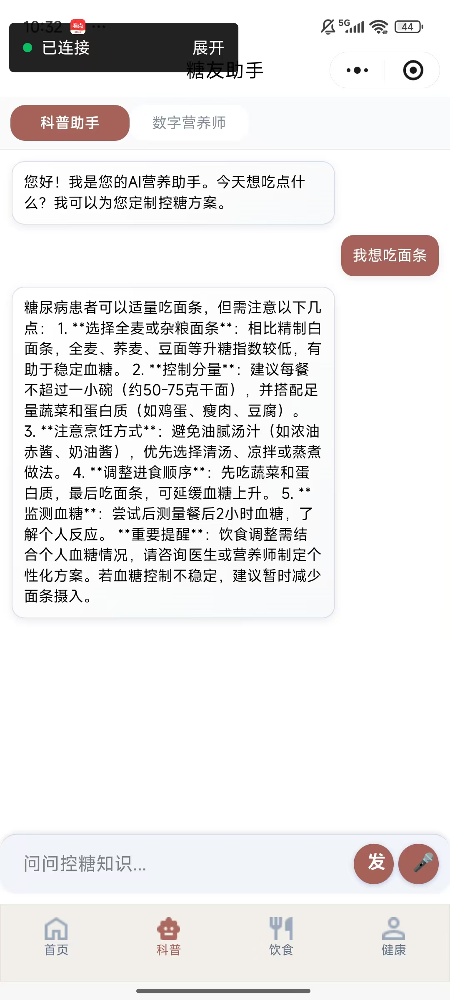 10:32
看点
已连接
展开
5G
44
糖友助手
科普助手
数字营养师
您好！我是您的AI营养助手。今天想吃点什
么？我可以为您定制控糖方案。
我想吃面条
糖尿病患者可以适量吃面条，但需注意以下几
点： 1. **选择全麦或杂粮面条**：相比精制白
面条，全麦、荞麦、豆面等升糖指数较低，有
助于稳定血糖。 2. **控制分量**：建议每餐
不超过一小碗（约50-75克干面），并搭配足
量蔬菜和蛋白质（如鸡蛋、瘦肉、豆腐）。
3. **注意烹饪方式**：避免油腻汤汁（如浓油
赤酱、奶油酱），优先选择清汤、凉拌或蒸煮
做法。 4. **调整进食顺序**：先吃蔬菜和蛋
白质，最后吃面条，可延缓血糖上升。 5. **
监测血糖**：尝试后测量餐后2小时血糖，了
解个人反应。 **重要提醒**：饮食调整需结
合个人血糖情况，请咨询医生或营养师制定个
性化方案。若血糖控制不稳定，建议暂时减少
面条摄入。
问问控糖知识...
发
首页
科普
饮食
健康